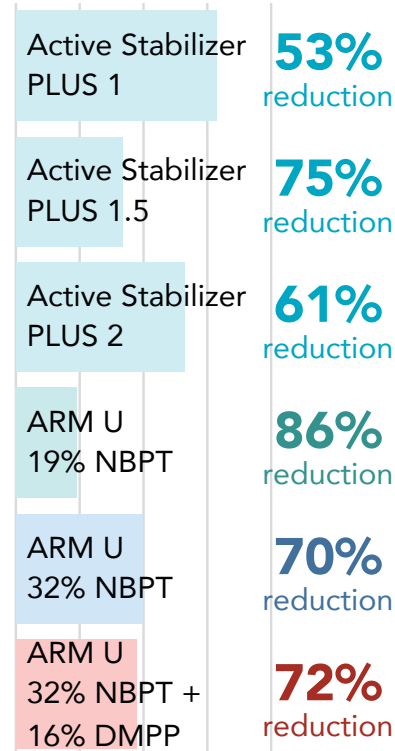 Active Stabilizer
PLUS 1
53%
reduction
Active Stabilizer
PLUS 1.5
75%
reduction
Active Stabilizer
PLUS 2
61%
reduction
ARM U
19% NBPT
86%
reduction
ARM U
32% NBPT
70%
reduction
ARM U
32% NBPT +
16% DMPP
72%
reduction